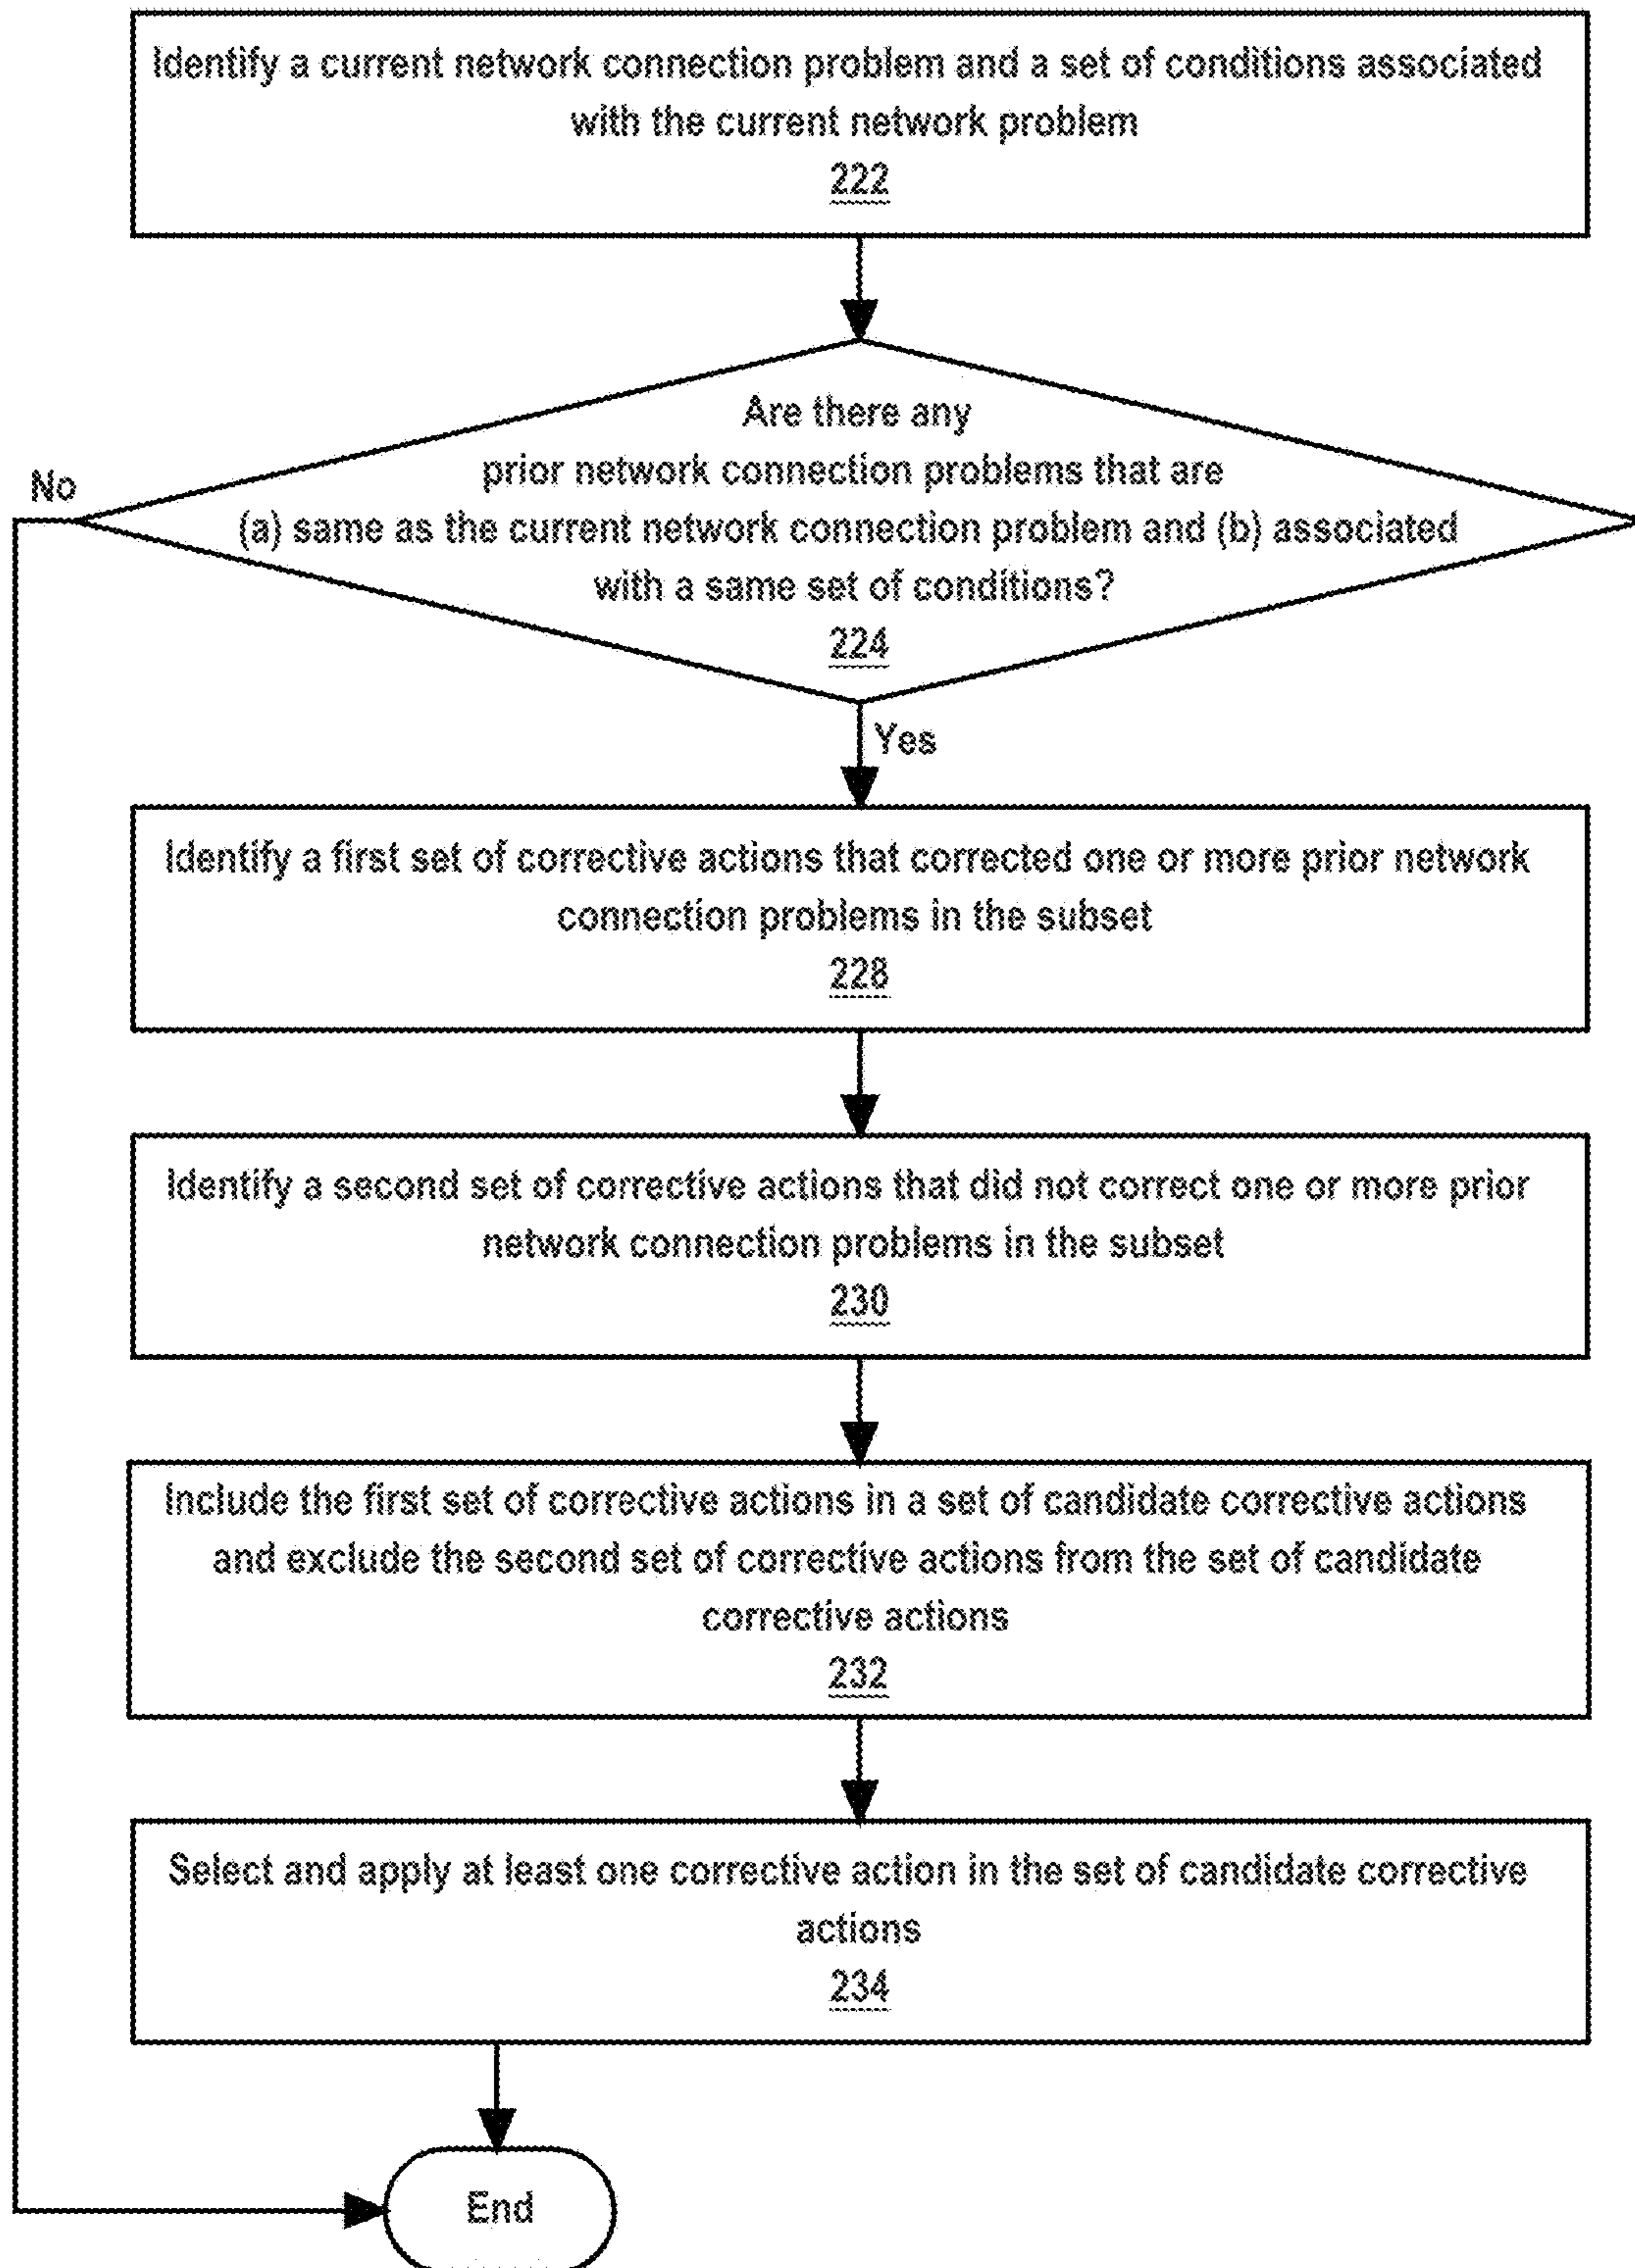 Identify a current network connection problem and a set of conditions associated
with the current network problem
222
Are there any
prior network connection problems that are
No
(a) same as the current network connection problem and (b) associated
with a same set of conditions?
224
Yes
Identify a first set of corrective actions that corrected one or more prior network
connection problems in the subset
228
Identify a second set of corrective actions that did not correct one or more prior
network connection problems in the subset
230
Include the first set of corrective actions in a set of candidate corrective actions
and exclude the second set of corrective actions from the set of candidate
corrective actions
232
Select and apply at least one corrective action in the set of candidate corrective
actions
234
End